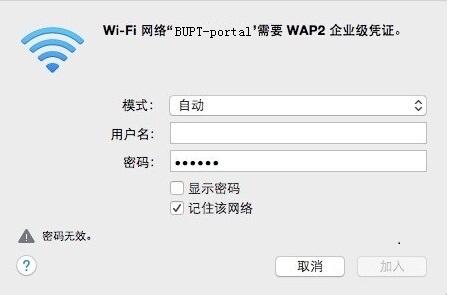 Wi-Fi 网络“BUPT-portal'需要 WAP2 企业级凭证。
模式： 自动
用户名：
密码： ••••••
显示密码
记住该网络
密码无效。
? 取消 加入